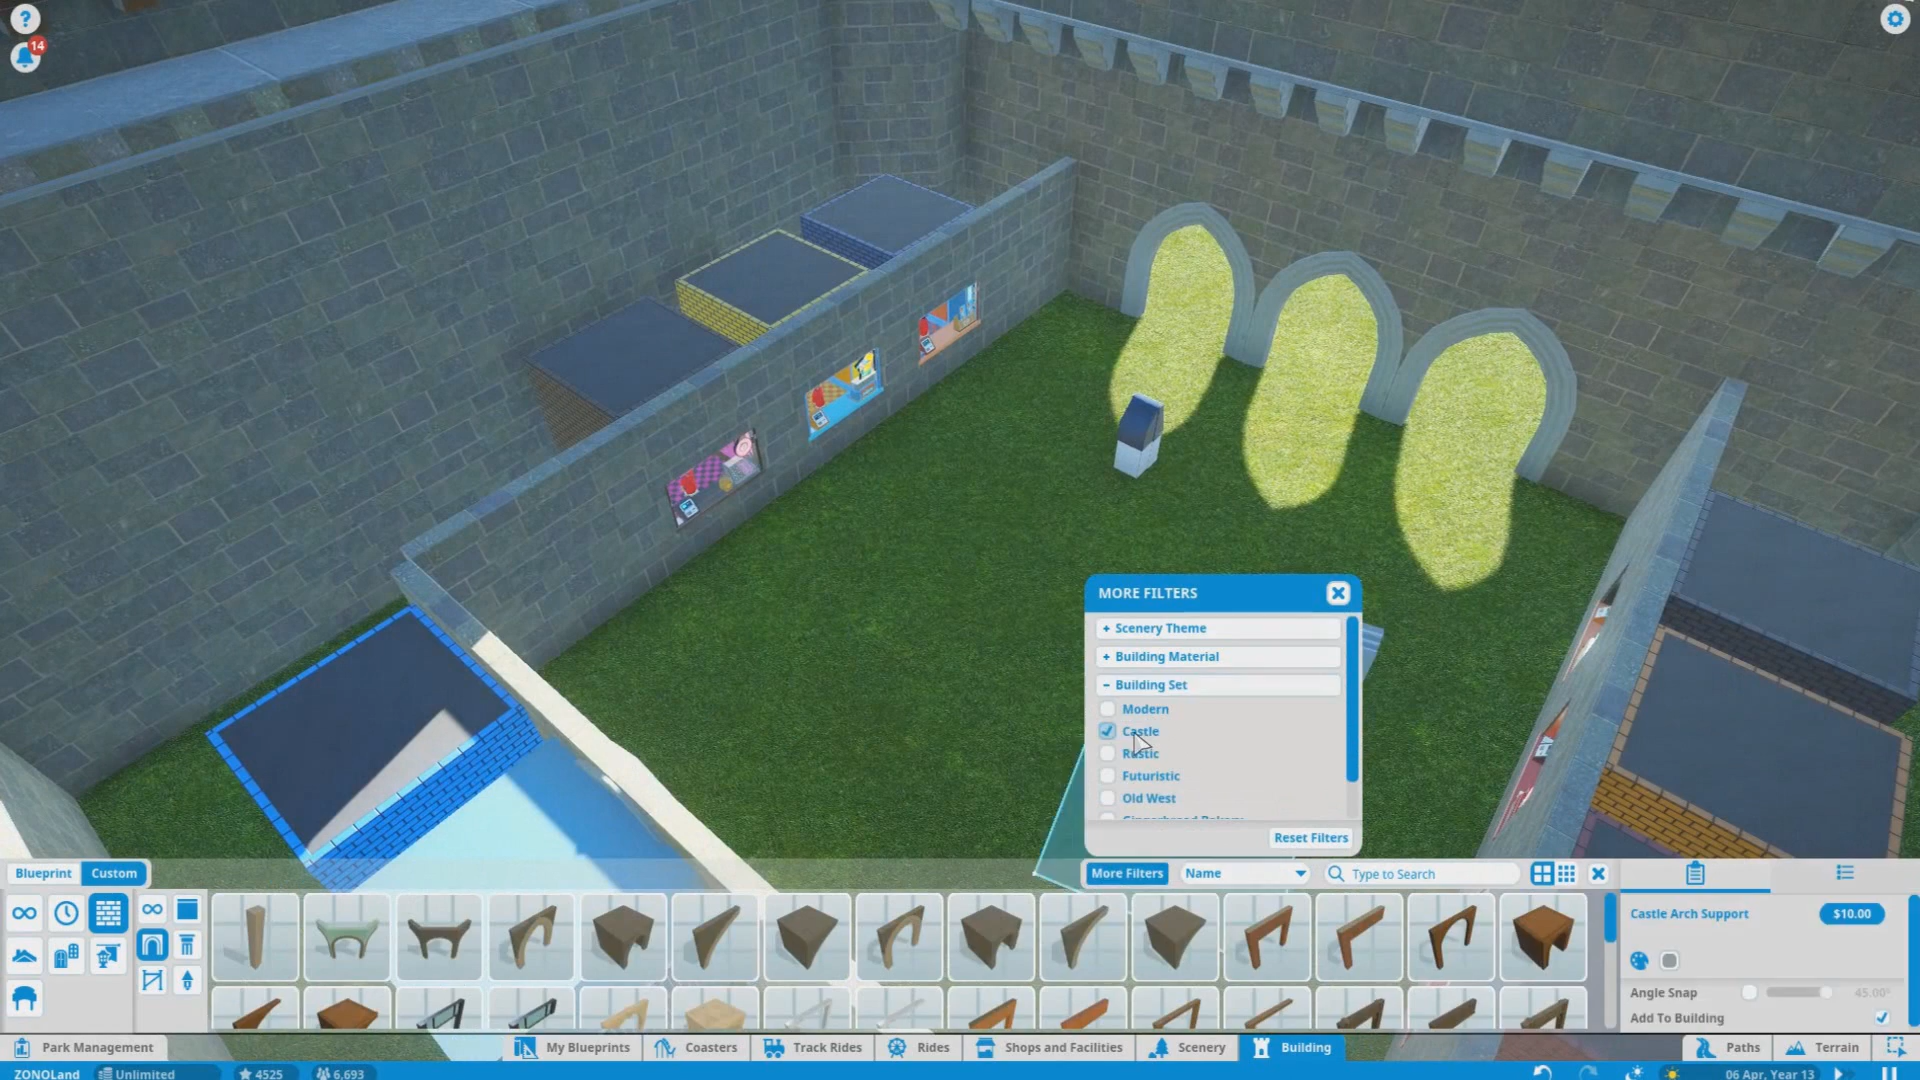 ?
14
MORE FILTERS
+ Scenery Theme
+ Building Material
- Building Set
Modern
Castle
Rustic
Futuristic
Old West
Gingerbread Bakery
Reset Filters
Blueprint
Custom
More Filters
Name
Type to Search
Castle Arch Support
$10.00
Angle Snap
45.00°
Add To Building
Park Management
My Blueprints
Coasters
Track Rides
Rides
Shops and Facilities
Scenery
Building
Paths
Terrain
ZONOLand
Unlimited
4525
6,693
06 Apr, Year 13